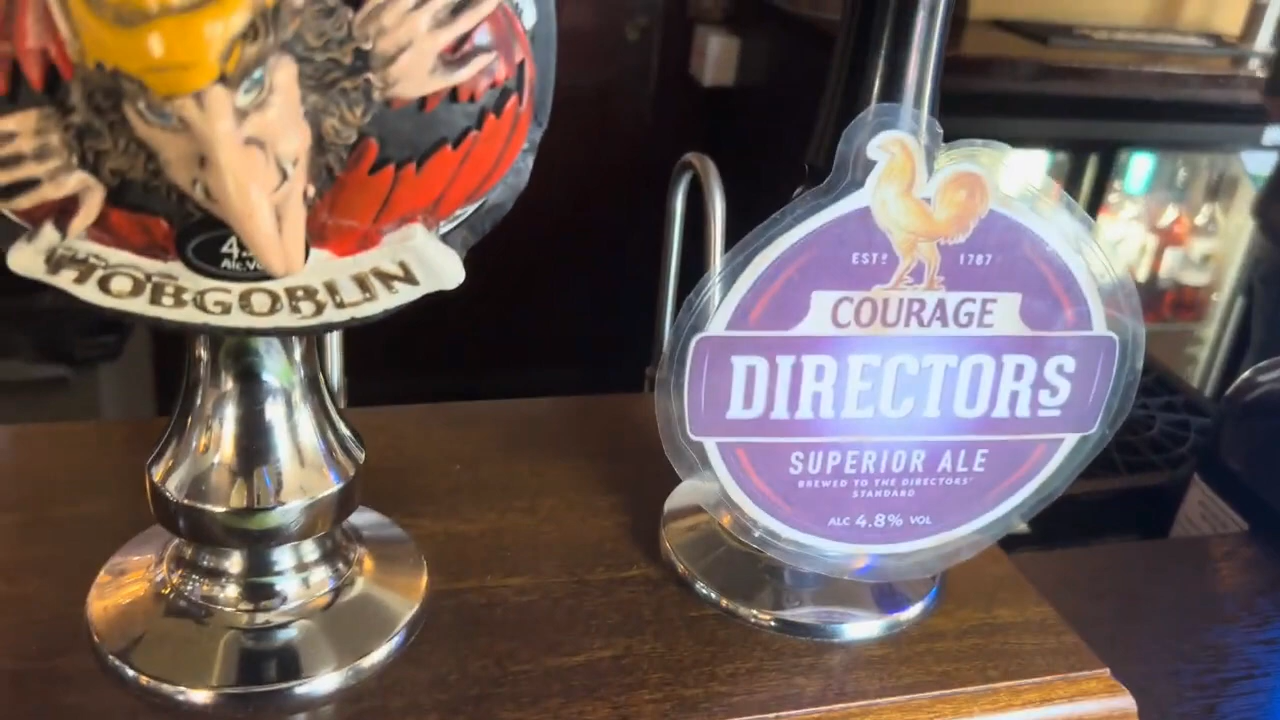 HOBGOBLIN
ESTD 1787
COURAGE
DIRECTORS
SUPERIOR ALE
BREWED TO THE DIRECTORS'
STANDARD
ALC 4.8% VOL